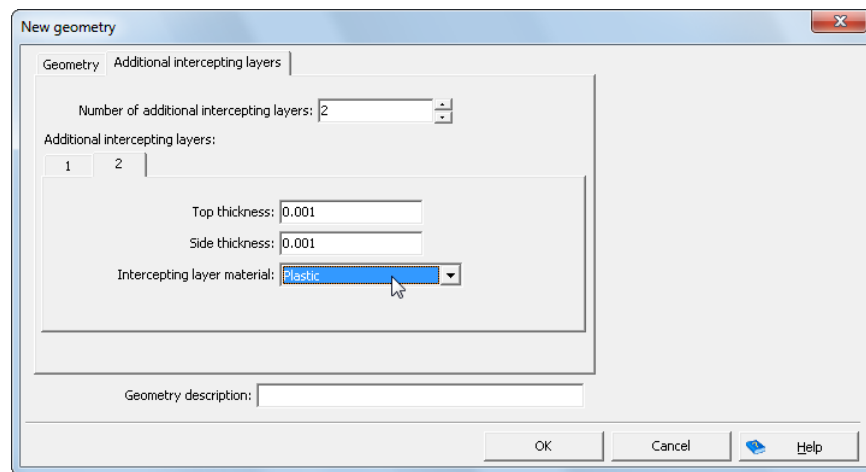 New geometry
Geometry Additional intercepting layers
Number of additional intercepting layers: 2
Additional intercepting layers:
1 2
Top thickness: 0.001
Side thickness: 0.001
Intercepting layer material: Plastic
Geometry description:
OK Cancel Help